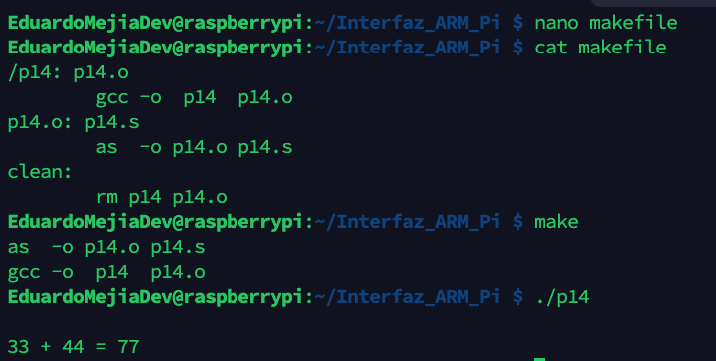 EduardoMejiaDev@raspberrypi:~/Interfaz_ARM_Pi $ nano makefile
EduardoMejiaDev@raspberrypi:~/Interfaz_ARM_Pi $ cat makefile
/p14: p14.o
        gcc -o  p14  p14.o
p14.o: p14.s
        as  -o p14.o p14.s
clean:
        rm p14 p14.o
EduardoMejiaDev@raspberrypi:~/Interfaz_ARM_Pi $ make
as  -o p14.o p14.s
gcc -o  p14  p14.o
EduardoMejiaDev@raspberrypi:~/Interfaz_ARM_Pi $ ./p14
33 + 44 = 77